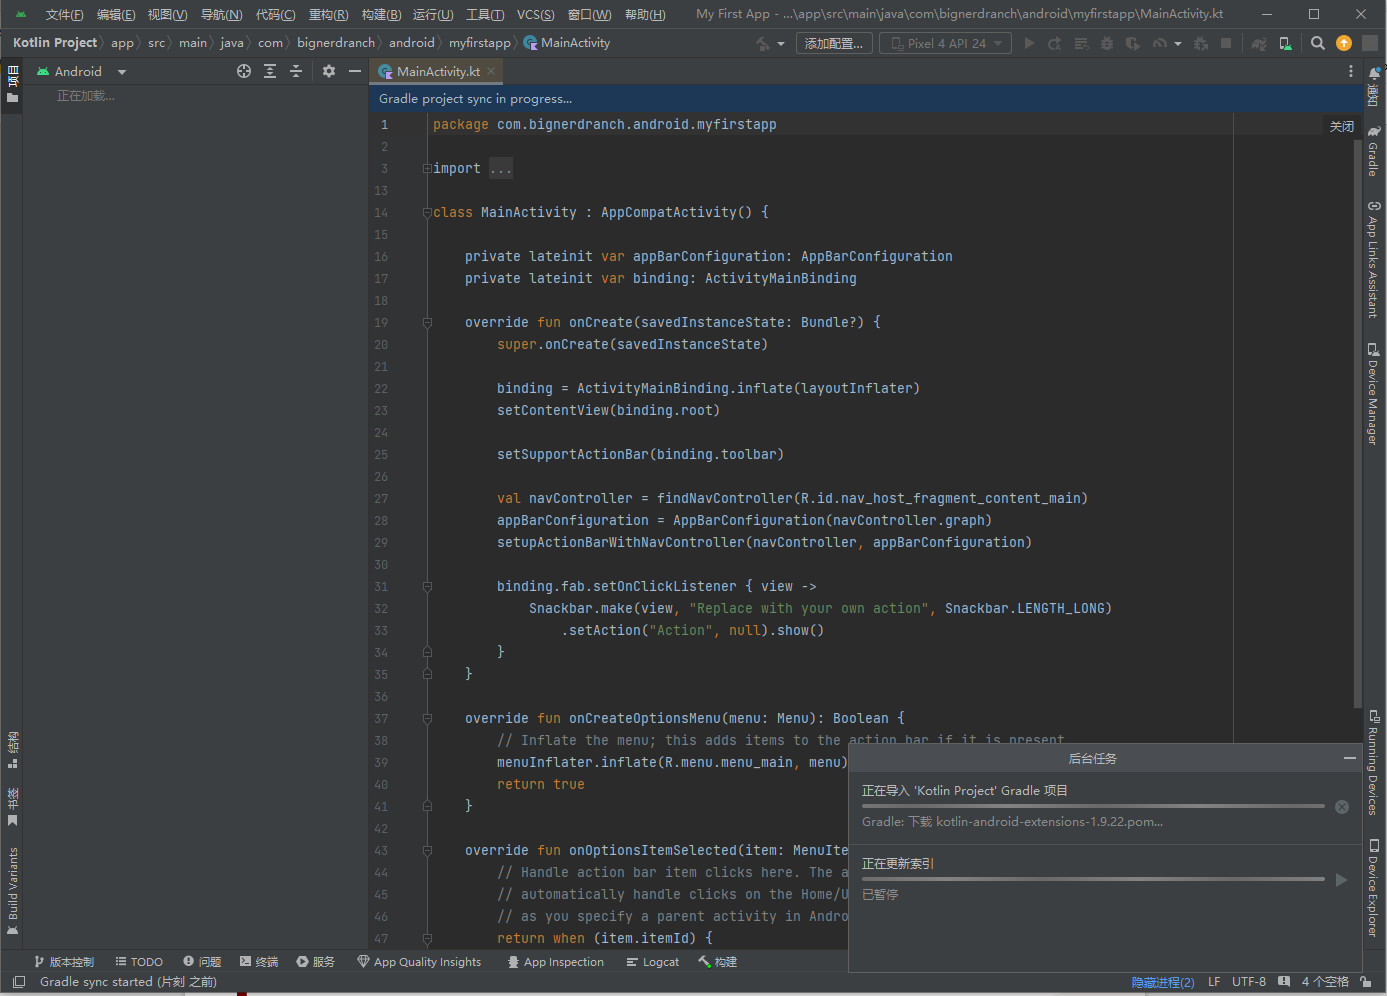 文件(F) 编辑(E) 视图(V) 导航(N) 代码(C) 重构(R) 构建(B) 运行(U) 工具(T) VCS(S) 窗口(W) 帮助(H) My First App - ...\app\src\main\java\com\bignerdranch\android\myfirstapp\MainActivity.kt
Kotlin Project app src main java com bignerdranch android myfirstapp MainActivity 添加配置... Pixel 4 API 24
项目
Android
正在加载...
MainActivity.kt
Gradle project sync in progress...
关闭
1 package com.bignerdranch.android.myfirstapp
2
3 import ...
13
14 class MainActivity : AppCompatActivity() {
15
16 private lateinit var appBarConfiguration: AppBarConfiguration
17 private lateinit var binding: ActivityMainBinding
18
19 override fun onCreate(savedInstanceState: Bundle?) {
20 super.onCreate(savedInstanceState)
21
22 binding = ActivityMainBinding.inflate(layoutInflater)
23 setContentView(binding.root)
24
25 setSupportActionBar(binding.toolbar)
26
27 val navController = findNavController(R.id.nav_host_fragment_content_main)
28 appBarConfiguration = AppBarConfiguration(navController.graph)
29 setupActionBarWithNavController(navController, appBarConfiguration)
30
31 binding.fab.setOnClickListener { view ->
32 Snackbar.make(view, "Replace with your own action", Snackbar.LENGTH_LONG)
33 .setAction("Action", null).show()
34 }
35 }
36
37 override fun onCreateOptionsMenu(menu: Menu): Boolean {
38 // Inflate the menu; this adds items to the action bar if it is present
39 menuInflater.inflate(R.menu.menu_main, menu)
40 return true
41 }
42
43 override fun onOptionsItemSelected(item: MenuIte
44 // Handle action bar item clicks here. The a
45 // automatically handle clicks on the Home/U
46 // as you specify a parent activity in Andro
47 return when (item.itemId) {
后台任务
正在导入 'Kotlin Project' Gradle 项目
Gradle: 下载 kotlin-android-extensions-1.9.22.pom...
正在更新索引
已暂停
结构
书签
Build Variants
通知
Gradle
App Links Assistant
Device Manager
Running Devices
Device Explorer
版本控制 TODO 问题 终端 服务 App Quality Insights App Inspection Logcat 构建
Gradle sync started (片刻 之前) 隐藏进程(2) LF UTF-8 4 个空格